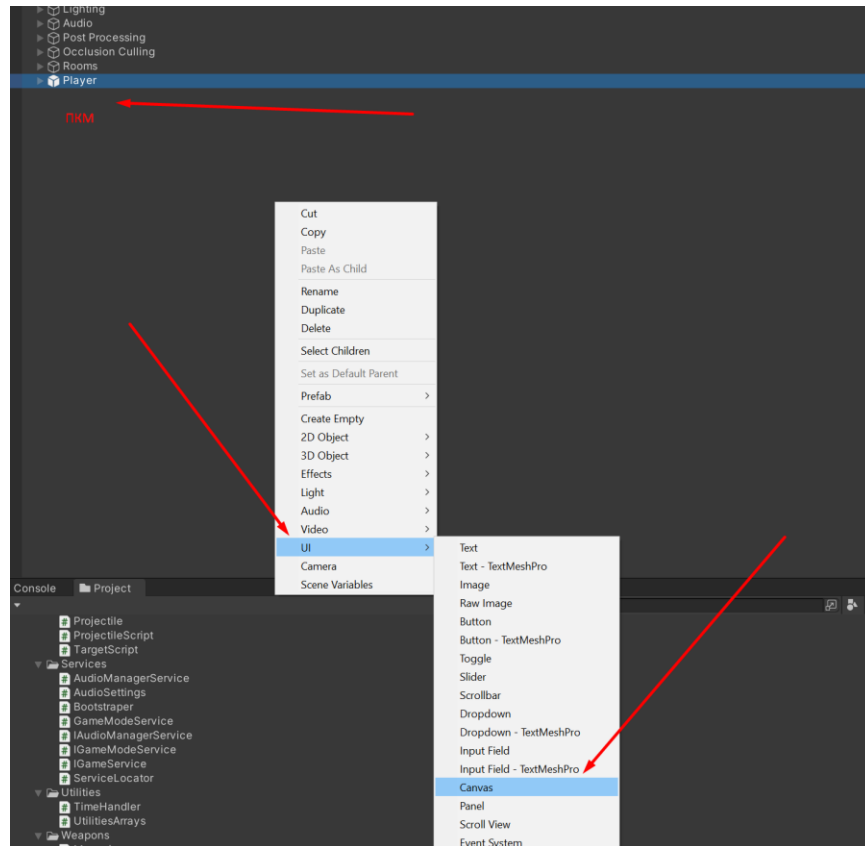 Lighting
Audio
Post Processing
Occlusion Culling
Rooms
Player
ПКМ
Cut
Copy
Paste
Paste As Child
Rename
Duplicate
Delete
Select Children
Set as Default Parent
Prefab
Create Empty
2D Object
3D Object
Effects
Light
Audio
Video
UI
Camera
Scene Variables
Text
Text - TextMeshPro
Image
Raw Image
Button
Button - TextMeshPro
Toggle
Slider
Scrollbar
Dropdown
Dropdown - TextMeshPro
Input Field
Input Field - TextMeshPro
Canvas
Panel
Scroll View
Event System
Console Project
Projectile
ProjectileScript
TargetScript
Services
AudioManagerService
AudioSettings
Bootstraper
GameModeService
IAudioManagerService
IGameModeService
IGameService
ServiceLocator
Utilities
TimeHandler
UtilitiesArrays
Weapons